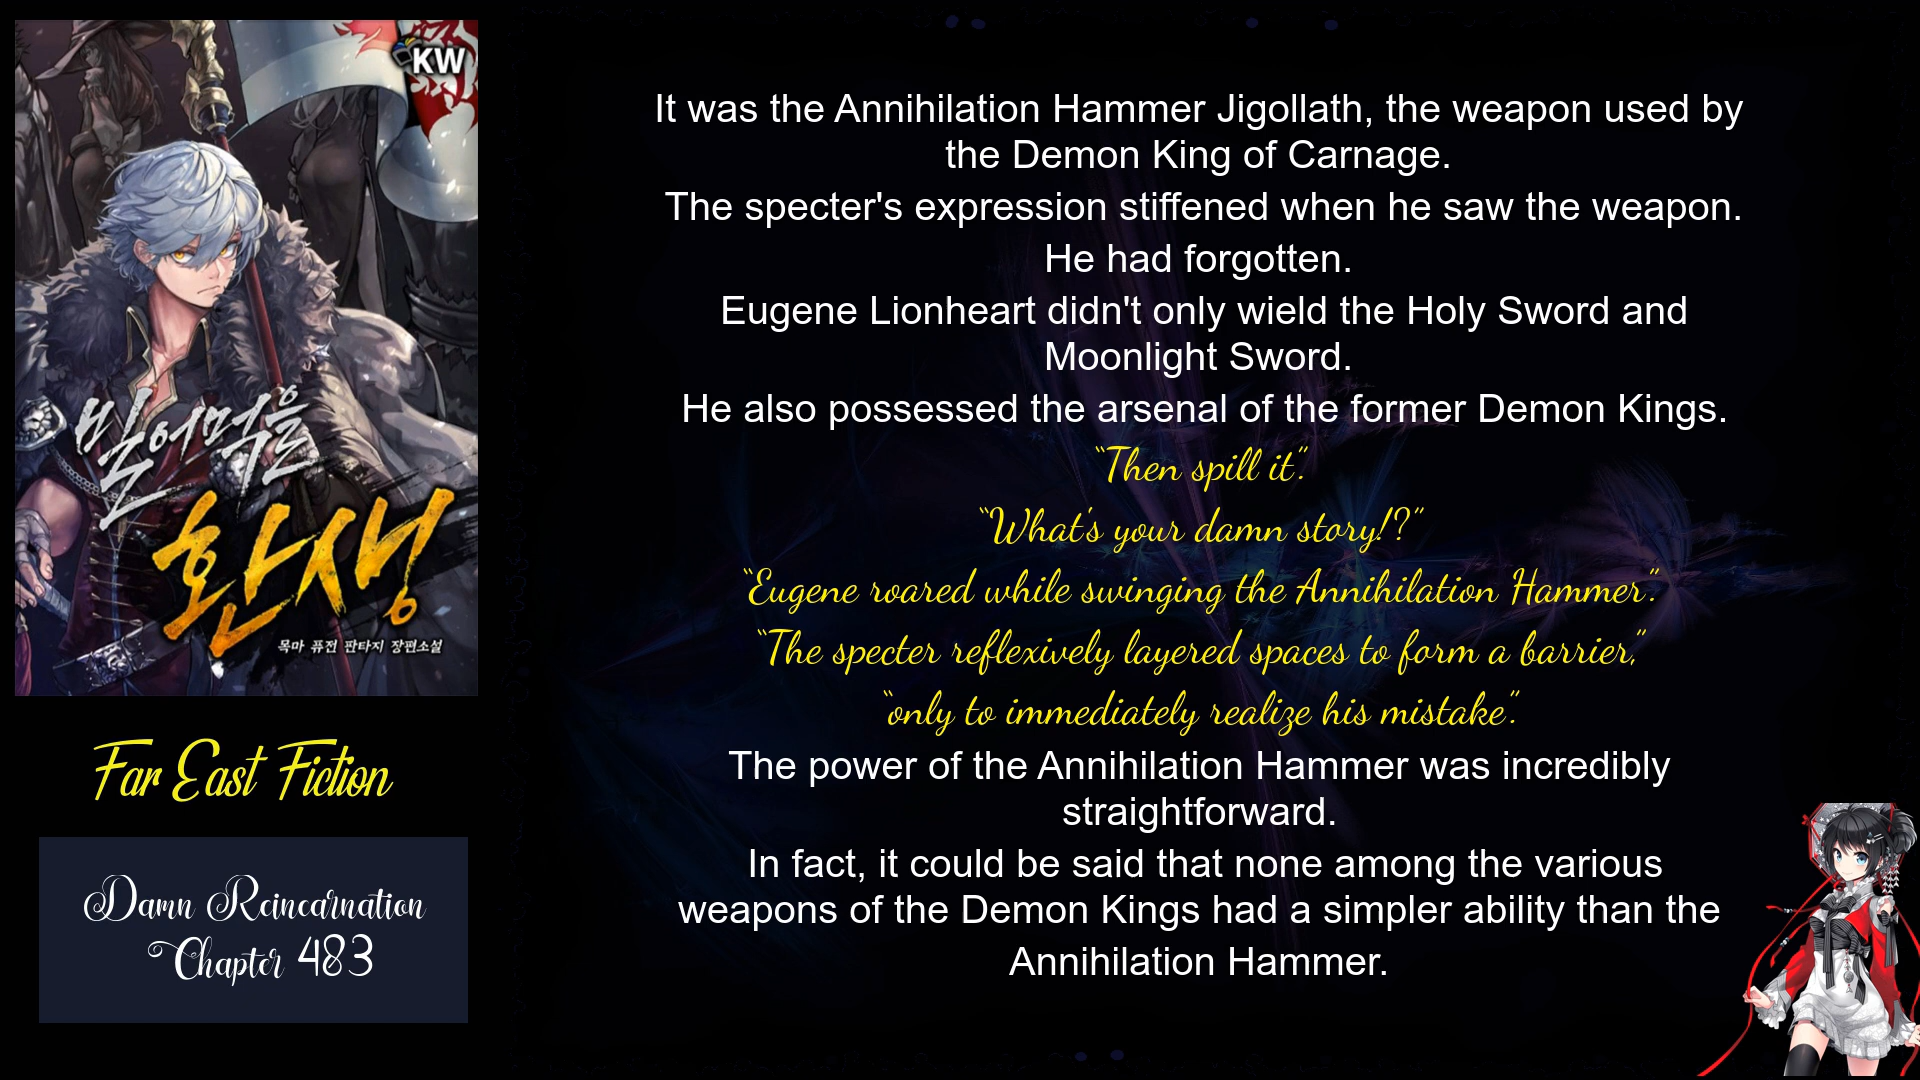 KW
빌어먹을
환생
목마 퓨전 판타지 장편소설
Far East Fiction
Damn Reincarnation
Chapter 483
It was the Annihilation Hammer Jigollath, the weapon used by
the Demon King of Carnage.
The specter's expression stiffened when he saw the weapon.
He had forgotten.
Eugene Lionheart didn't only wield the Holy Sword and
Moonlight Sword.
He also possessed the arsenal of the former Demon Kings.
“Then spill it”.
“What's your damn story!?”
“Eugene roared while swinging the Annihilation Hammer”.
“The specter reflexively layered spaces to form a barrier,”
“only to immediately realize his mistake”.
The power of the Annihilation Hammer was incredibly
straightforward.
In fact, it could be said that none among the various
weapons of the Demon Kings had a simpler ability than the
Annihilation Hammer.